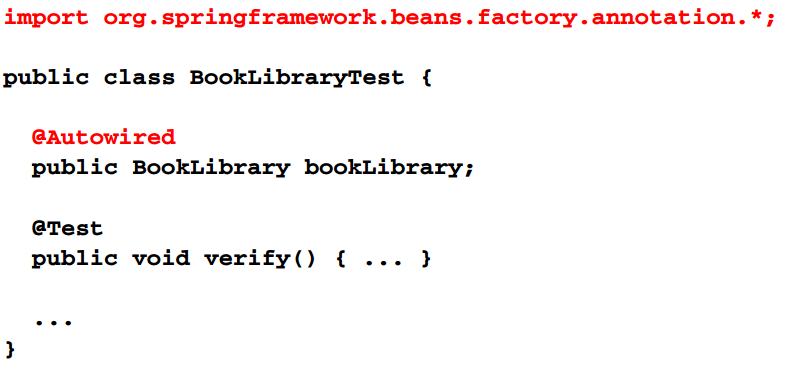 import org.springframework.beans.factory.annotation.*;
public class BookLibraryTest {
@Autowired
public BookLibrary bookLibrary;
@Test
public void verify() { ... }
...
}